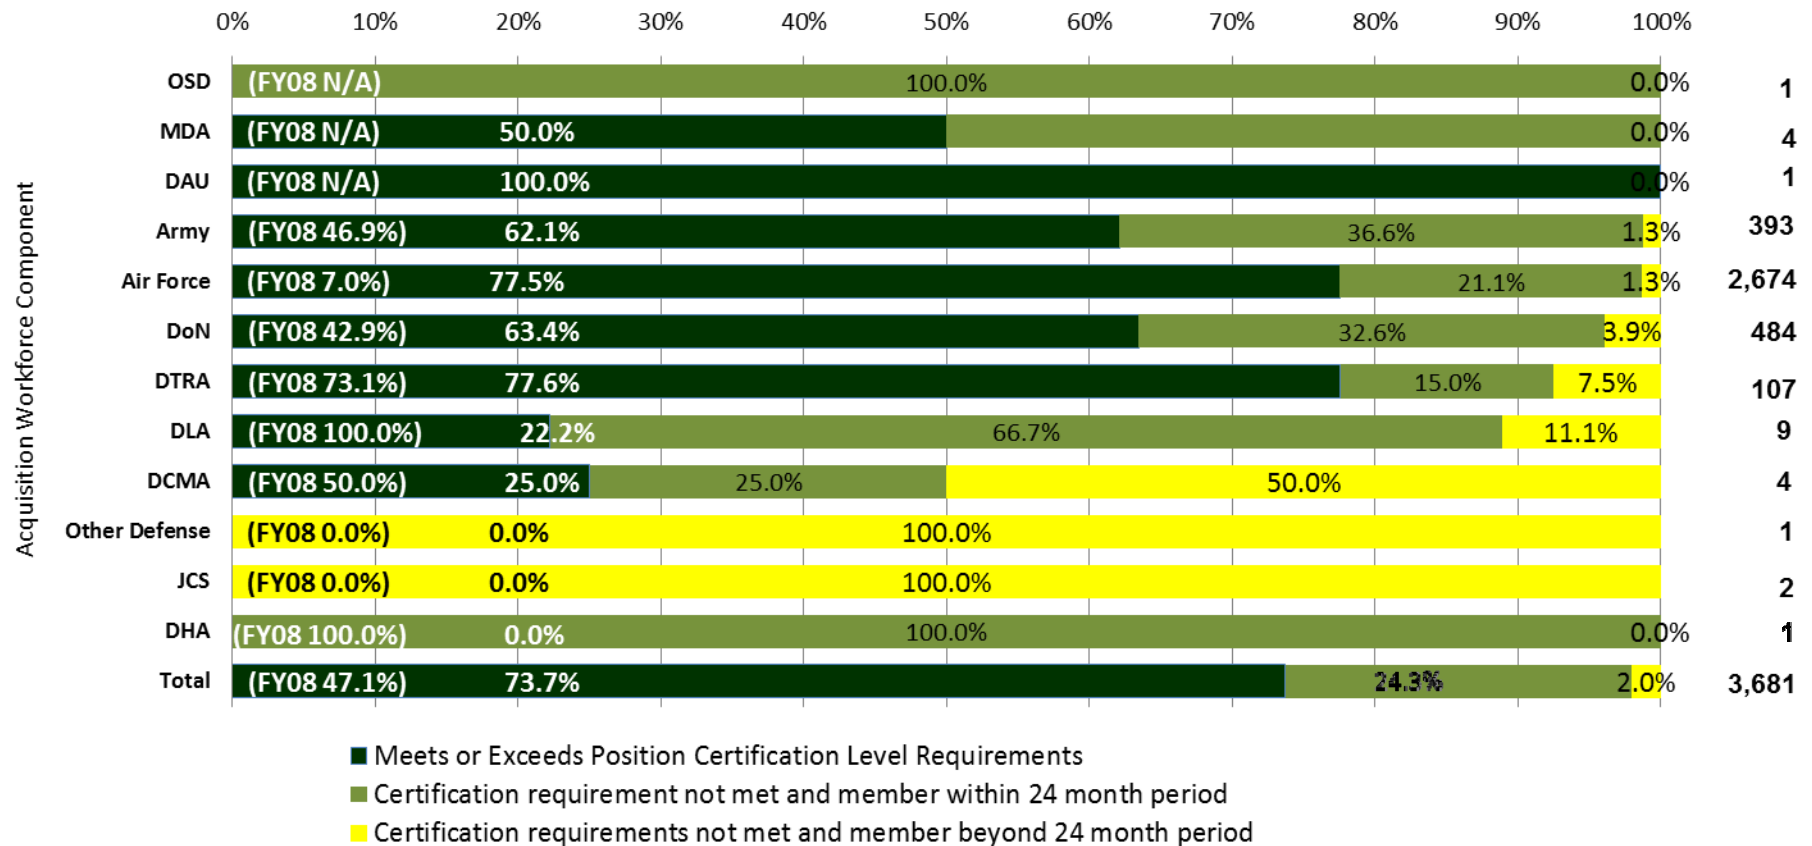 0% 10% 20% 30% 40% 50% 60% 70% 80% 90% 100%
Acquisition Workforce Component
OSD (FY08 N/A) 100.0% 0.0% 1
MDA (FY08 N/A) 50.0% 0.0% 4
DAU (FY08 N/A) 100.0% 0.0% 1
Army (FY08 46.9%) 62.1% 36.6% 1.3% 393
Air Force (FY08 7.0%) 77.5% 21.1% 1.3% 2,674
DoN (FY08 42.9%) 63.4% 32.6% 3.9% 484
DTRA (FY08 73.1%) 77.6% 15.0% 7.5% 107
DLA (FY08 100.0%) 22.2% 66.7% 11.1% 9
DCMA (FY08 50.0%) 25.0% 25.0% 50.0% 4
Other Defense (FY08 0.0%) 0.0% 100.0% 1
JCS (FY08 0.0%) 0.0% 100.0% 2
DHA (FY08 100.0%) 0.0% 100.0% 0.0% 1
Total (FY08 47.1%) 73.7% 24.3% 2.0% 3,681
Meets or Exceeds Position Certification Level Requirements
Certification requirement not met and member within 24 month period
Certification requirements not met and member beyond 24 month period